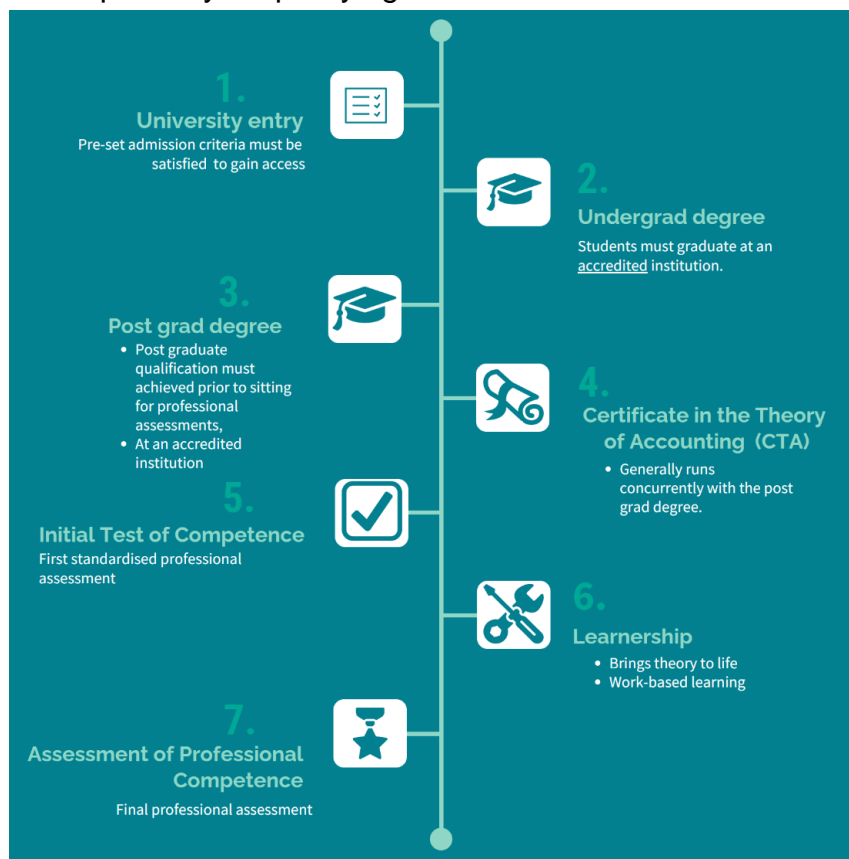 1.
University entry
Pre-set admission criteria must be
satisfied to gain access
2.
Undergrad degree
Students must graduate at an
accredited institution.
3.
Post grad degree
• Post graduate
qualification must
achieved prior to sitting
for professional
assessments,
• At an accredited
institution
4.
Certificate in the Theory
of Accounting (CTA)
• Generally runs
concurrently with the post
grad degree.
5.
Initial Test of Competence
First standardised professional
assessment
6.
Learnership
• Brings theory to life
• Work-based learning
7.
Assessment of Professional
Competence
Final professional assessment